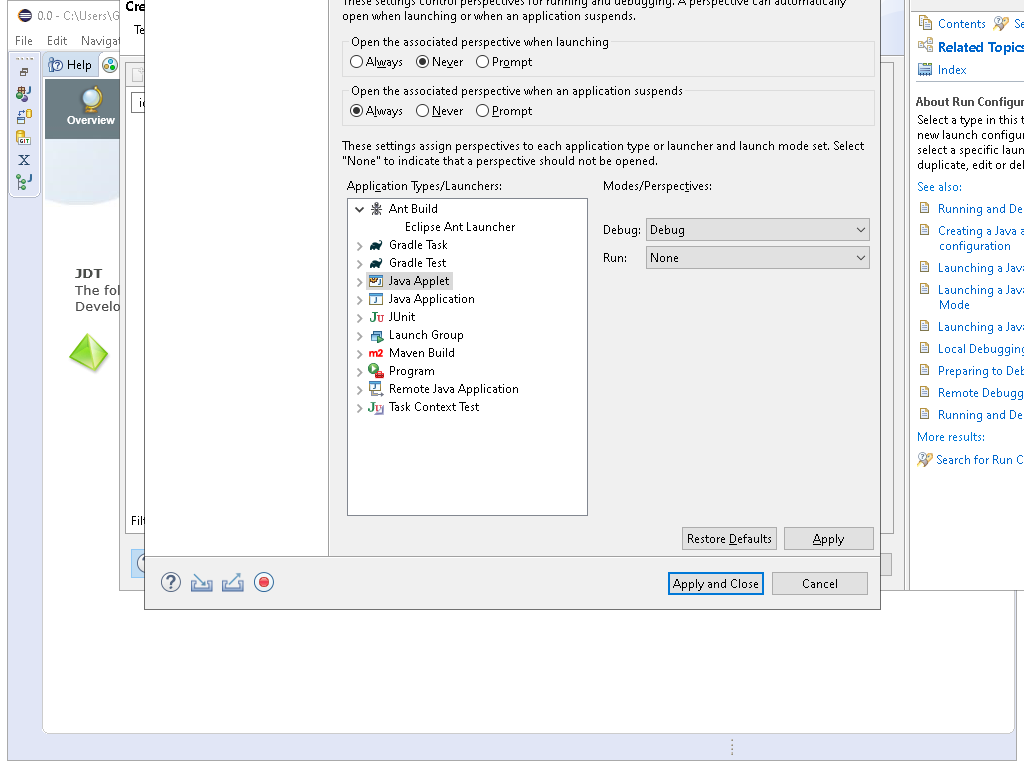 0.0 - C:\Users\G
File Edit Navigat
Help
Overview
JDT
The fol
Develo
Cre
Te
Filt
These settings control perspectives for running and debugging. A perspective can automatically
open when launching or when an application suspends.
Open the associated perspective when launching
Always Never Prompt
Open the associated perspective when an application suspends
Always Never Prompt
These settings assign perspectives to each application type or launcher and launch mode set. Select
"None" to indicate that a perspective should not be opened.
Application Types/Launchers:
Modes/Perspectives:
Ant Build
Eclipse Ant Launcher
Gradle Task
Gradle Test
Java Applet
Java Application
JUnit
Launch Group
Maven Build
Program
Remote Java Application
Task Context Test
Debug: Debug
Run: None
Restore Defaults Apply
Apply and Close Cancel
Contents Se
Related Topics
Index
About Run Configur
Select a type in this t
new launch configur
select a specific laun
duplicate, edit or del
See also:
Running and De
Creating a Java a
configuration
Launching a Java
Launching a Java
Mode
Launching a Java
Local Debugging
Preparing to Deb
Remote Debugg
Running and De
More results:
Search for Run C